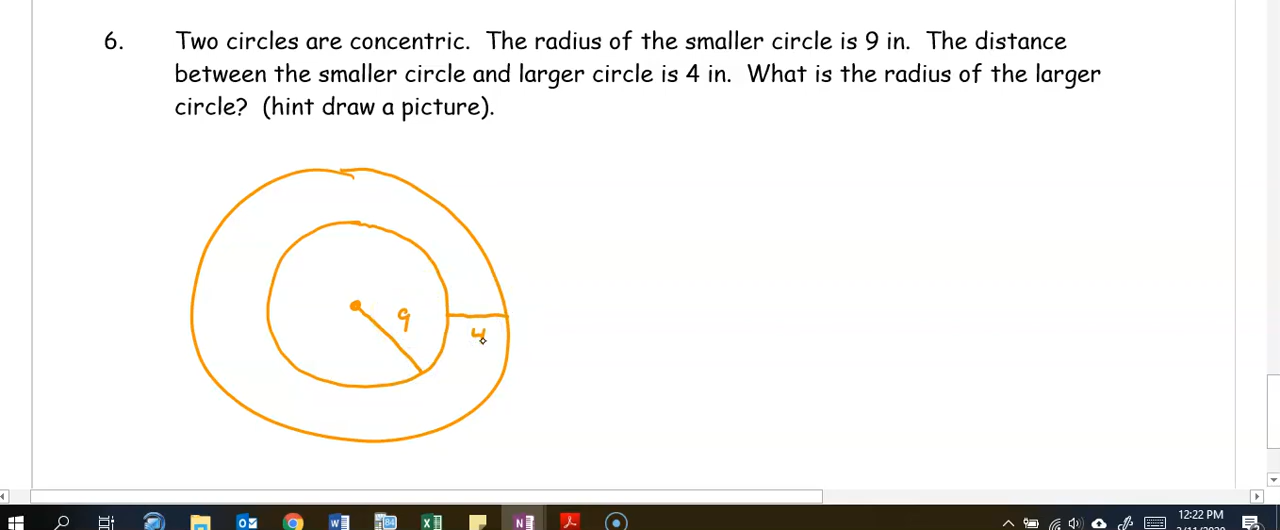 6. Two circles are concentric. The radius of the smaller circle is 9 in. The distance
between the smaller circle and larger circle is 4 in. What is the radius of the larger
circle? (hint draw a picture).
9
4
12:22 PM